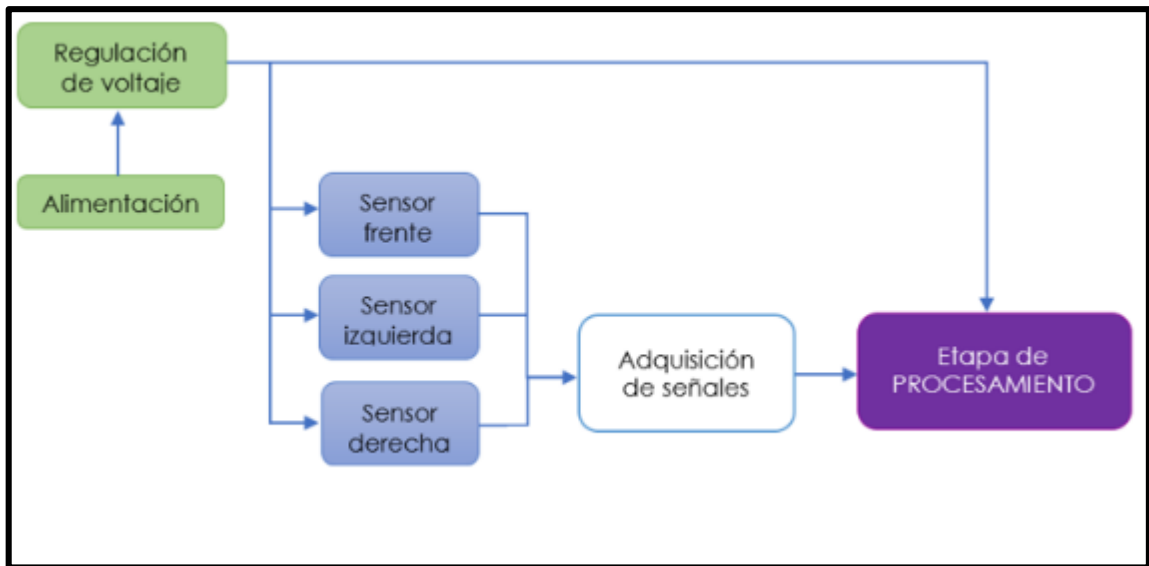 Regulación
de voltaje
Alimentación
Sensor
frente
Sensor
izquierda
Sensor
derecha
Adquisición
de señales
Etapa de
PROCESAMIENTO